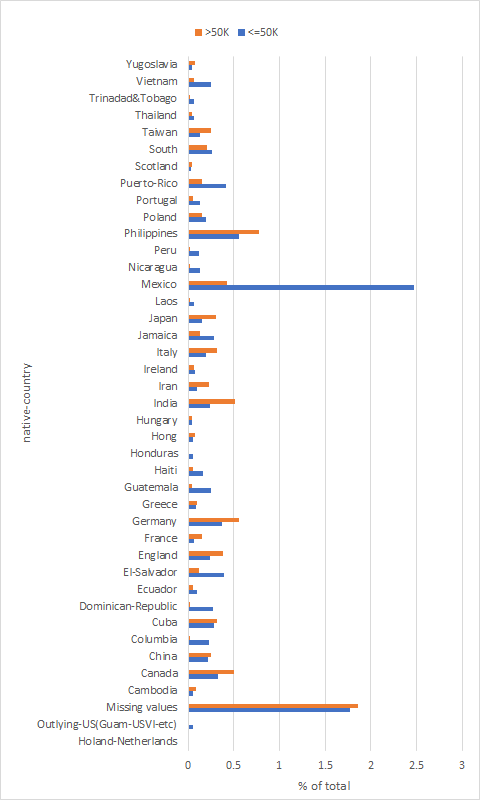 >50K <=50K
Yugoslavia
Vietnam
Trinadad&Tobago
Thailand
Taiwan
South
Scotland
Puerto-Rico
Portugal
Poland
Philippines
Peru
Nicaragua
Mexico
Laos
Japan
Jamaica
Italy
Ireland
Iran
India
Hungary
Hong
Honduras
Haiti
Guatemala
Greece
Germany
France
England
El-Salvador
Ecuador
Dominican-Republic
Cuba
Columbia
China
Canada
Cambodia
Missing values
Outlying-US(Guam-USVI-etc)
Holand-Netherlands
native-country
0 0.5 1 1.5 2 2.5 3
% of total